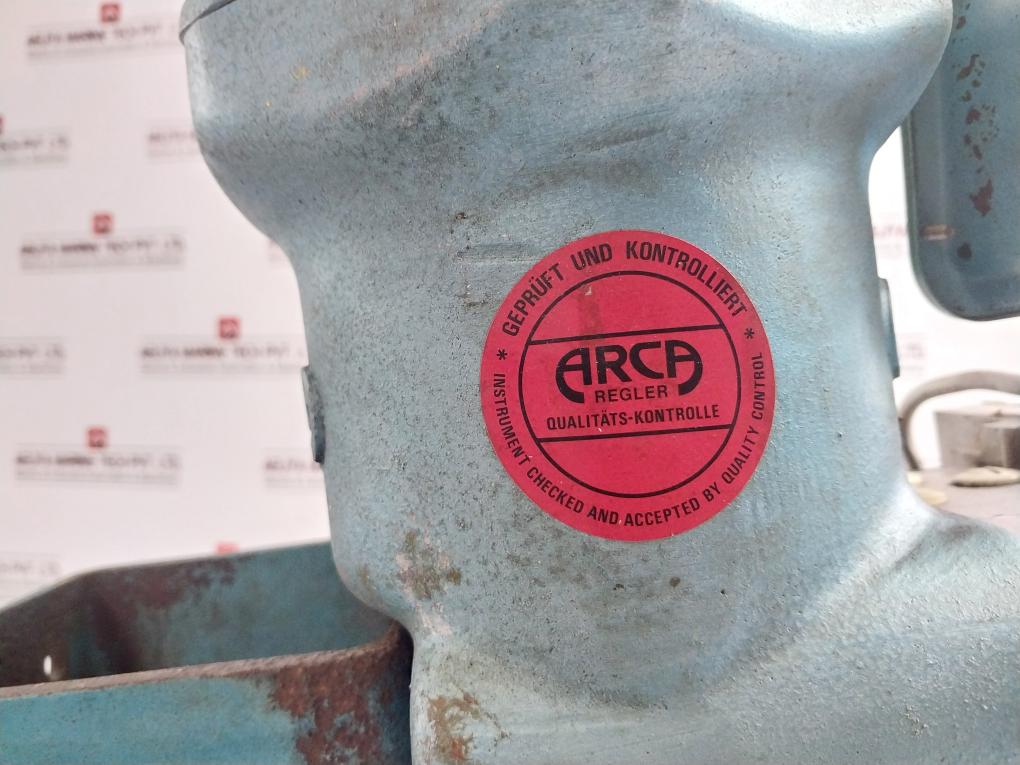 * GEPRÜFT UND KONTROLLIERT *
ARCA
REGLER
QUALITÄTS-KONTROLLE
INSTRUMENT CHECKED AND ACCEPTED BY QUALITY CONTROL